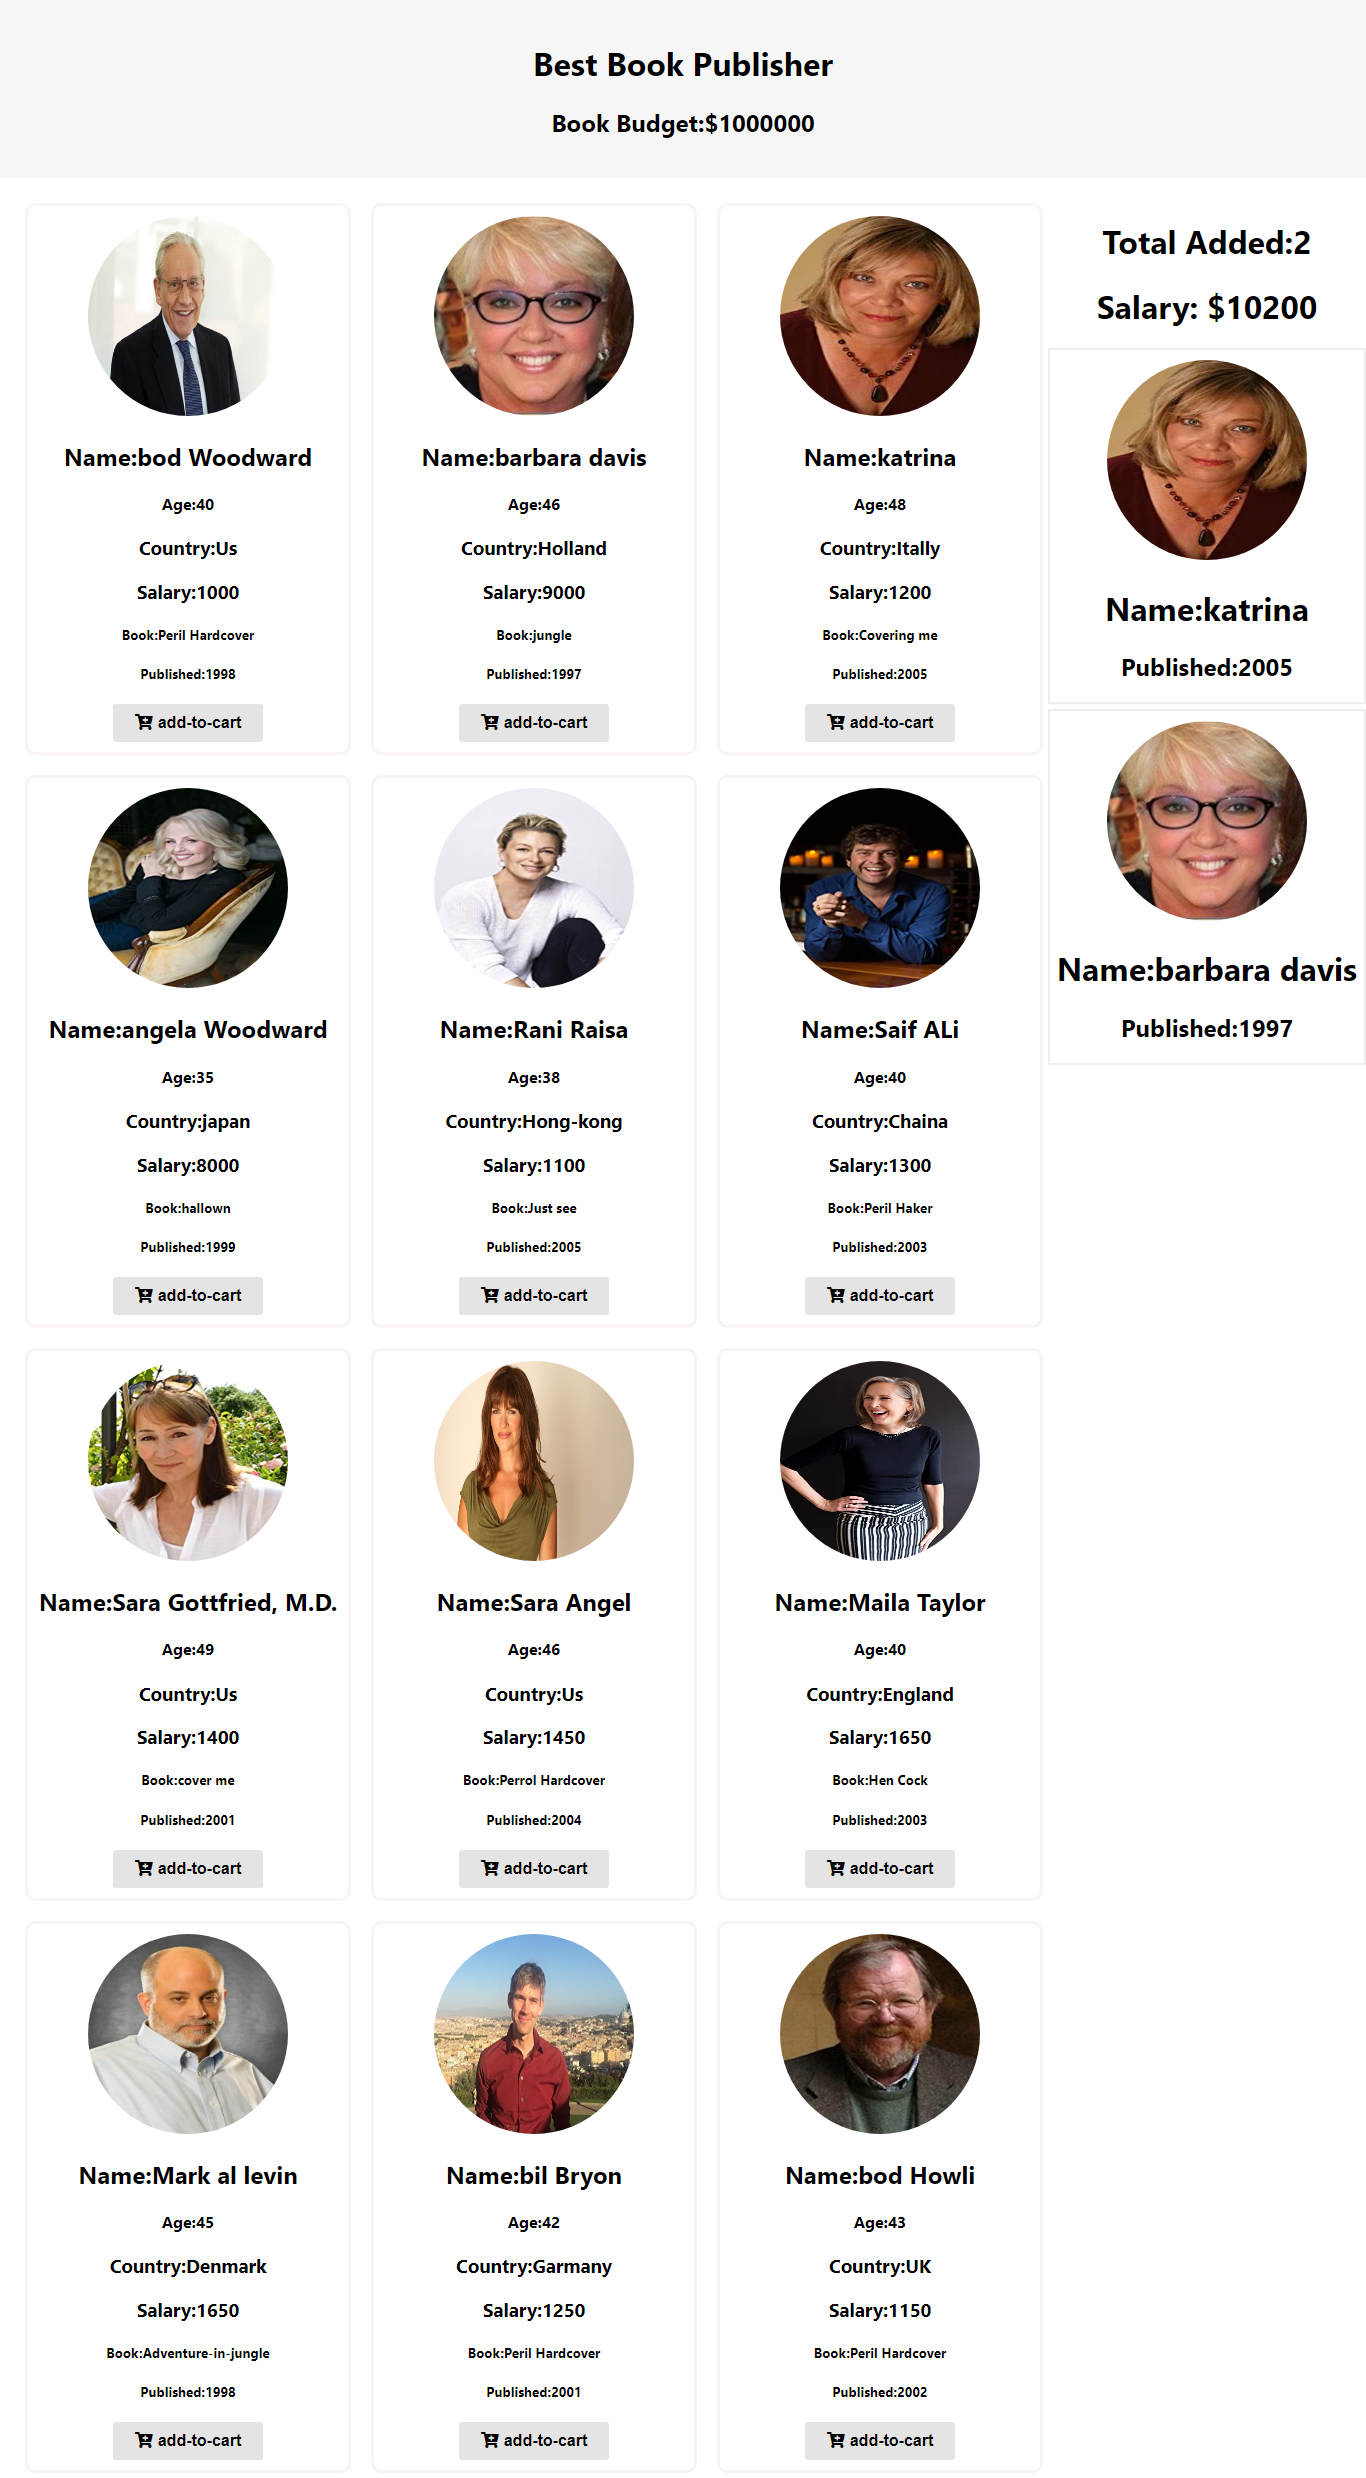 Best Book Publisher
Book Budget:$1000000
Name:bod Woodward
Age:40
Country:Us
Salary:1000
Book:Peril Hardcover
Published:1998
add-to-cart
Name:barbara davis
Age:46
Country:Holland
Salary:9000
Book:jungle
Published:1997
add-to-cart
Name:katrina
Age:48
Country:Itally
Salary:1200
Book:Covering me
Published:2005
add-to-cart
Name:angela Woodward
Age:35
Country:japan
Salary:8000
Book:hallown
Published:1999
add-to-cart
Name:Rani Raisa
Age:38
Country:Hong-kong
Salary:1100
Book:Just see
Published:2005
add-to-cart
Name:Saif ALi
Age:40
Country:Chaina
Salary:1300
Book:Peril Haker
Published:2003
add-to-cart
Name:Sara Gottfried, M.D.
Age:49
Country:Us
Salary:1400
Book:cover me
Published:2001
add-to-cart
Name:Sara Angel
Age:46
Country:Us
Salary:1450
Book:Perrol Hardcover
Published:2004
add-to-cart
Name:Maila Taylor
Age:40
Country:England
Salary:1650
Book:Hen Cock
Published:2003
add-to-cart
Name:Mark al levin
Age:45
Country:Denmark
Salary:1650
Book:Adventure-in-jungle
Published:1998
add-to-cart
Name:bil Bryon
Age:42
Country:Garmany
Salary:1250
Book:Peril Hardcover
Published:2001
add-to-cart
Name:bod Howli
Age:43
Country:UK
Salary:1150
Book:Peril Hardcover
Published:2002
add-to-cart
Total Added:2
Salary: $10200
Name:katrina
Published:2005
Name:barbara davis
Published:1997